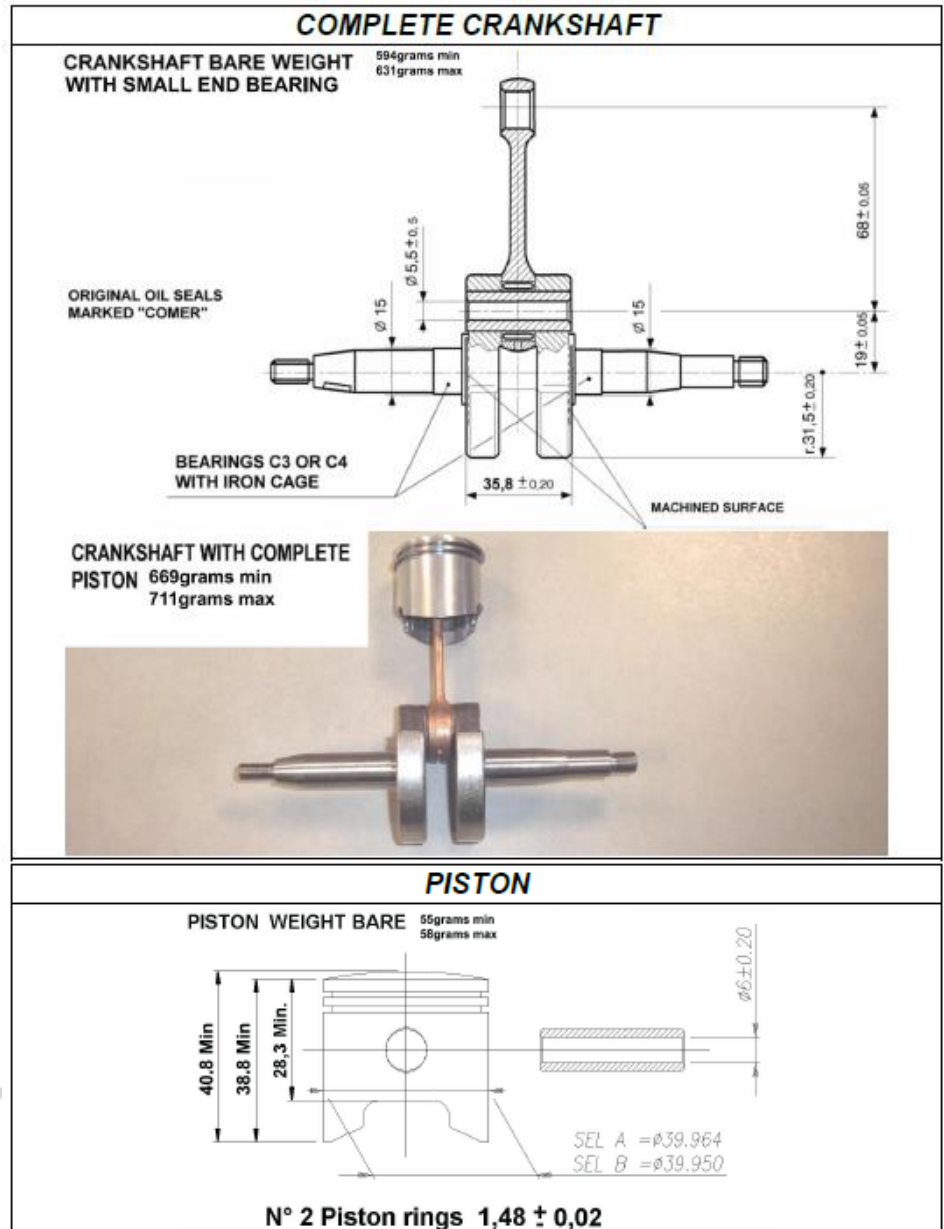 COMPLETE CRANKSHAFT
CRANKSHAFT BARE WEIGHT
WITH SMALL END BEARING
594grams min
631grams max
68± 0,05
Ø 5,5 ± 0,5
ORIGINAL OIL SEALS
MARKED "COMER"
Ø 15
Ø 15
19± 0.05
r.31,5± 0,20
BEARINGS C3 OR C4
WITH IRON CAGE
35,8 ± 0,20
MACHINED SURFACE
CRANKSHAFT WITH COMPLETE
PISTON 669grams min
711grams max
PISTON
PISTON WEIGHT BARE
55grams min
58grams max
40.8 Min
38.8 Min
28,3 Min.
Ø6±0.20
SEL A =Ø39.964
SEL B =Ø39.950
N° 2 Piston rings 1,48 ± 0,02